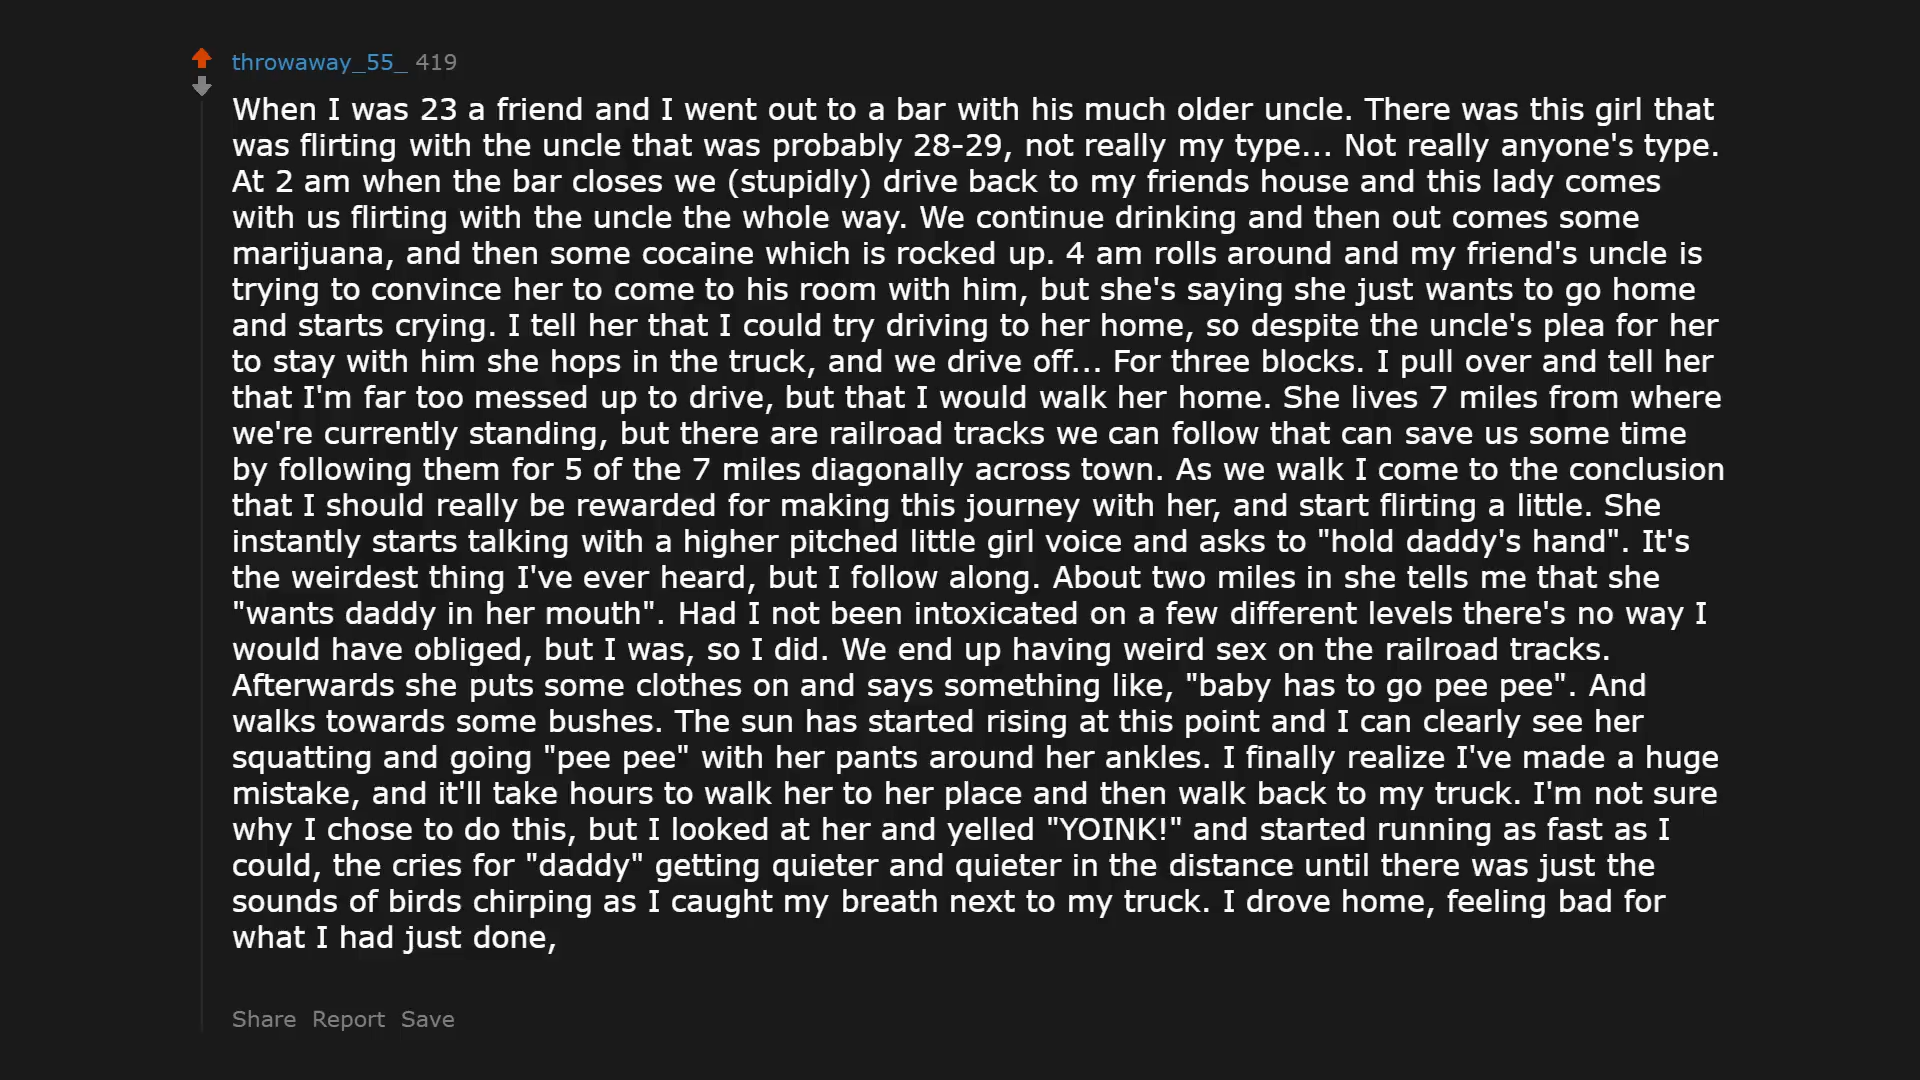 throwaway_55_ 419
When I was 23 a friend and I went out to a bar with his much older uncle. There was this girl that
was flirting with the uncle that was probably 28-29, not really my type... Not really anyone's type.
At 2 am when the bar closes we (stupidly) drive back to my friends house and this lady comes
with us flirting with the uncle the whole way. We continue drinking and then out comes some
marijuana, and then some cocaine which is rocked up. 4 am rolls around and my friend's uncle is
trying to convince her to come to his room with him, but she's saying she just wants to go home
and starts crying. I tell her that I could try driving to her home, so despite the uncle's plea for her
to stay with him she hops in the truck, and we drive off... For three blocks. I pull over and tell her
that I'm far too messed up to drive, but that I would walk her home. She lives 7 miles from where
we're currently standing, but there are railroad tracks we can follow that can save us some time
by following them for 5 of the 7 miles diagonally across town. As we walk I come to the conclusion
that I should really be rewarded for making this journey with her, and start flirting a little. She
instantly starts talking with a higher pitched little girl voice and asks to "hold daddy's hand". It's
the weirdest thing I've ever heard, but I follow along. About two miles in she tells me that she
"wants daddy in her mouth". Had I not been intoxicated on a few different levels there's no way I
would have obliged, but I was, so I did. We end up having weird sex on the railroad tracks.
Afterwards she puts some clothes on and says something like, "baby has to go pee pee". And
walks towards some bushes. The sun has started rising at this point and I can clearly see her
squatting and going "pee pee" with her pants around her ankles. I finally realize I've made a huge
mistake, and it'll take hours to walk her to her place and then walk back to my truck. I'm not sure
why I chose to do this, but I looked at her and yelled "YOINK!" and started running as fast as I
could, the cries for "daddy" getting quieter and quieter in the distance until there was just the
sounds of birds chirping as I caught my breath next to my truck. I drove home, feeling bad for
what I had just done,
Share Report Save